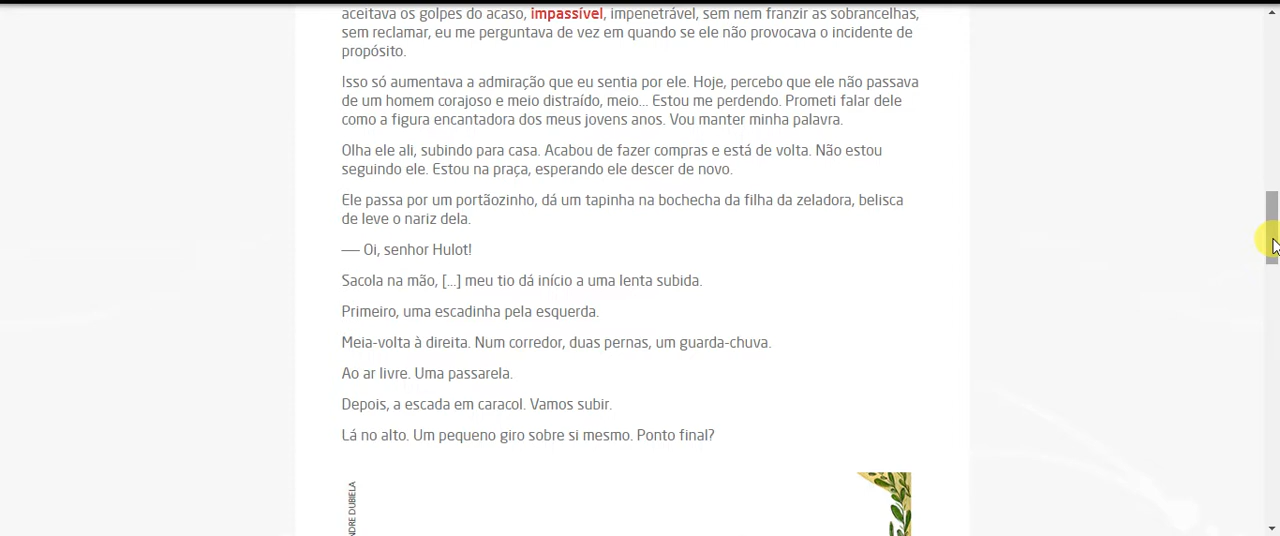 aceitava os golpes do acaso, impassível, impenetrável, sem nem franzir as sobrancelhas,
sem reclamar, eu me perguntava de vez em quando se ele não provocava o incidente de
propósito.
Isso só aumentava a admiração que eu sentia por ele. Hoje, percebo que ele não passava
de um homem corajoso e meio distraído, meio... Estou me perdendo. Prometi falar dele
como a figura encantadora dos meus jovens anos. Vou manter minha palavra.
Olha ele ali, subindo para casa. Acabou de fazer compras e está de volta. Não estou
seguindo ele. Estou na praça, esperando ele descer de novo.
Ele passa por um portãozinho, dá um tapinha na bochecha da filha da zeladora, belisca
de leve o nariz dela.
— Oi, senhor Hulot!
Sacola na mão, [...] meu tio dá início a uma lenta subida.
Primeiro, uma escadinha pela esquerda.
Meia-volta à direita. Num corredor, duas pernas, um guarda-chuva.
Ao ar livre. Uma passarela.
Depois, a escada em caracol. Vamos subir.
Lá no alto. Um pequeno giro sobre si mesmo. Ponto final?
NDRE DUBIELA